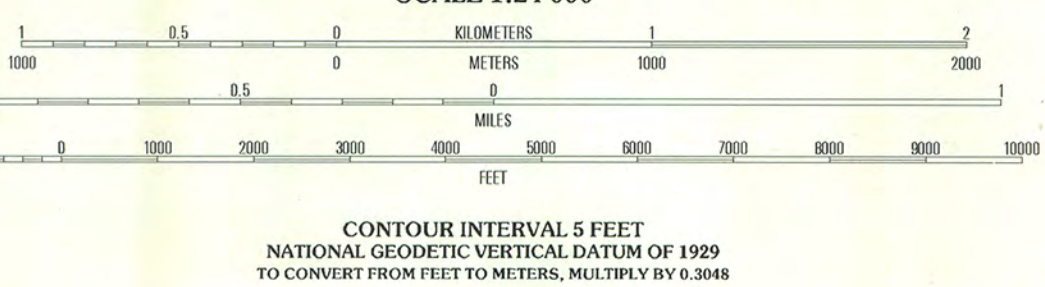 1 0.5 0 KILOMETERS 1 2
1000 0 METERS 1000 2000
0.5 0 1
MILES
0 1000 2000 3000 4000 5000 6000 7000 8000 9000 10000
FEET
CONTOUR INTERVAL 5 FEET
NATIONAL GEODETIC VERTICAL DATUM OF 1929
TO CONVERT FROM FEET TO METERS, MULTIPLY BY 0.3048